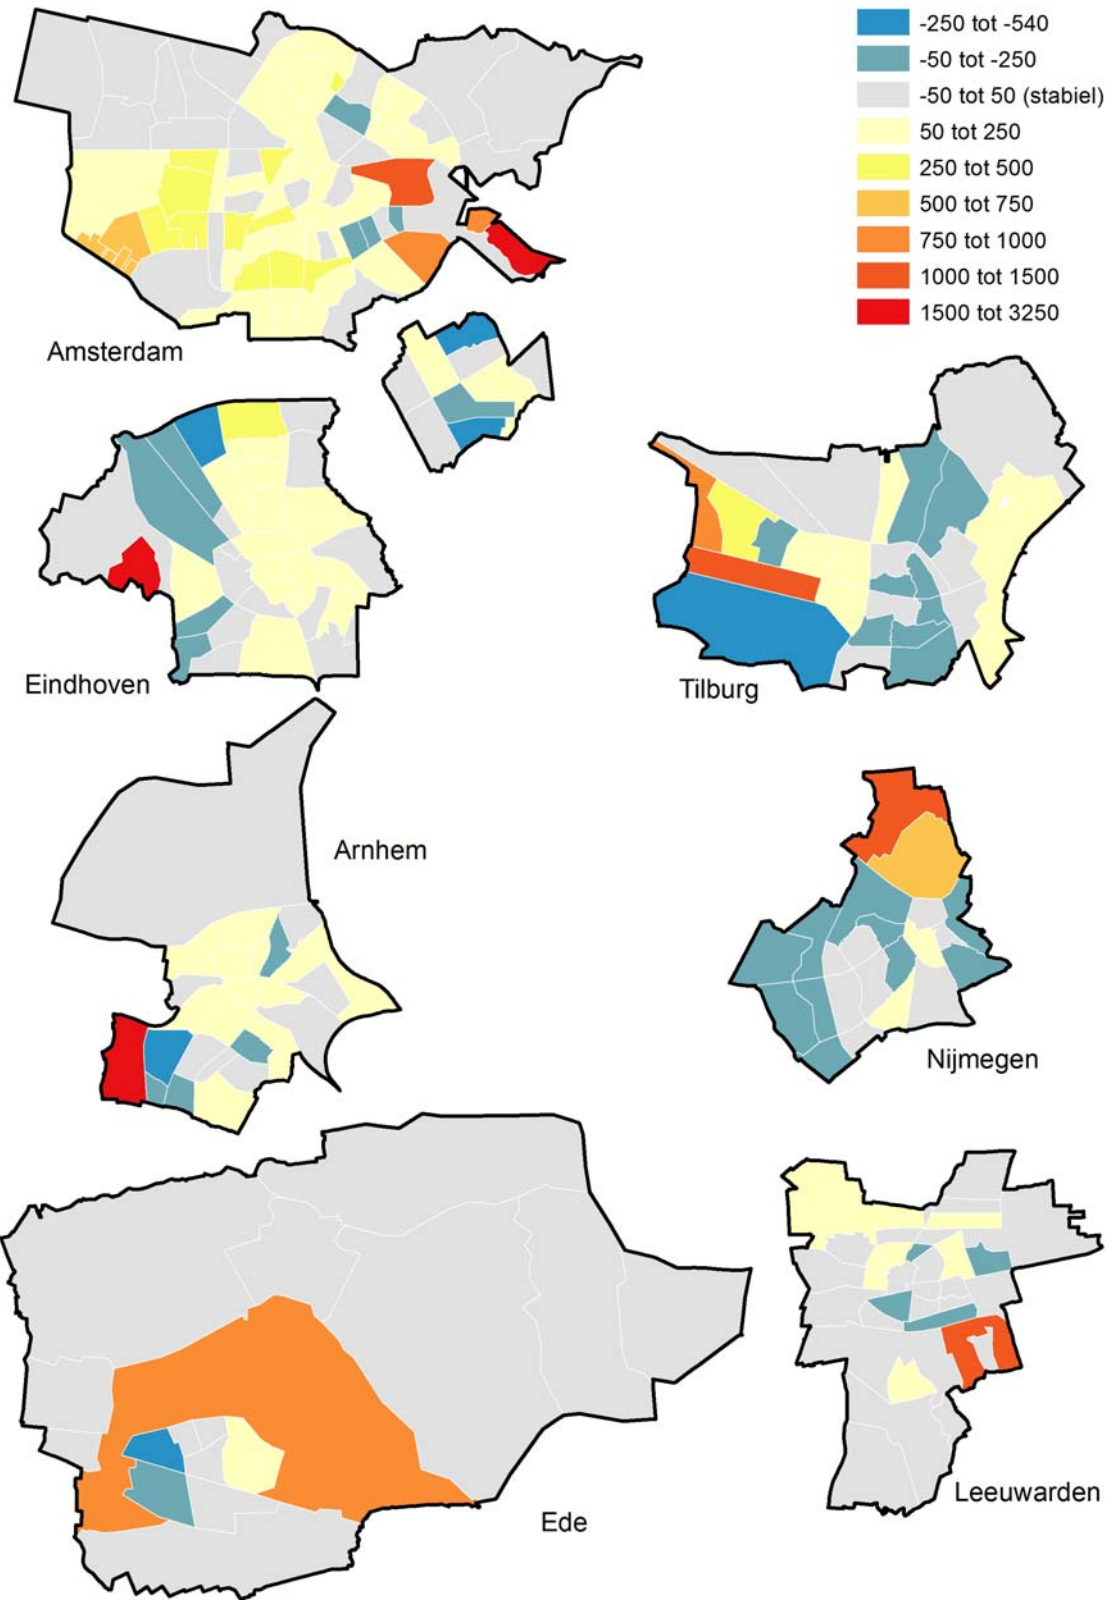 -250 tot -540
-50 tot -250
-50 tot 50 (stabiel)
50 tot 250
250 tot 500
500 tot 750
750 tot 1000
1000 tot 1500
1500 tot 3250
Amsterdam
Eindhoven
Tilburg
Arnhem
Nijmegen
Leeuwarden
Ede